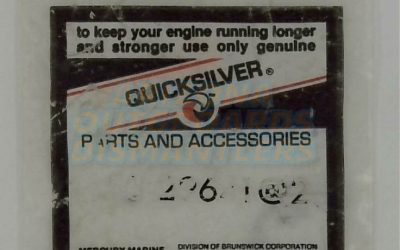 to keep your engine running longer
and stronger use only genuine
QUICKSILVER®
PARTS AND ACCESSORIES
MERCURY MARINE
DIVISION OF BRUNSWICK CORPORATION